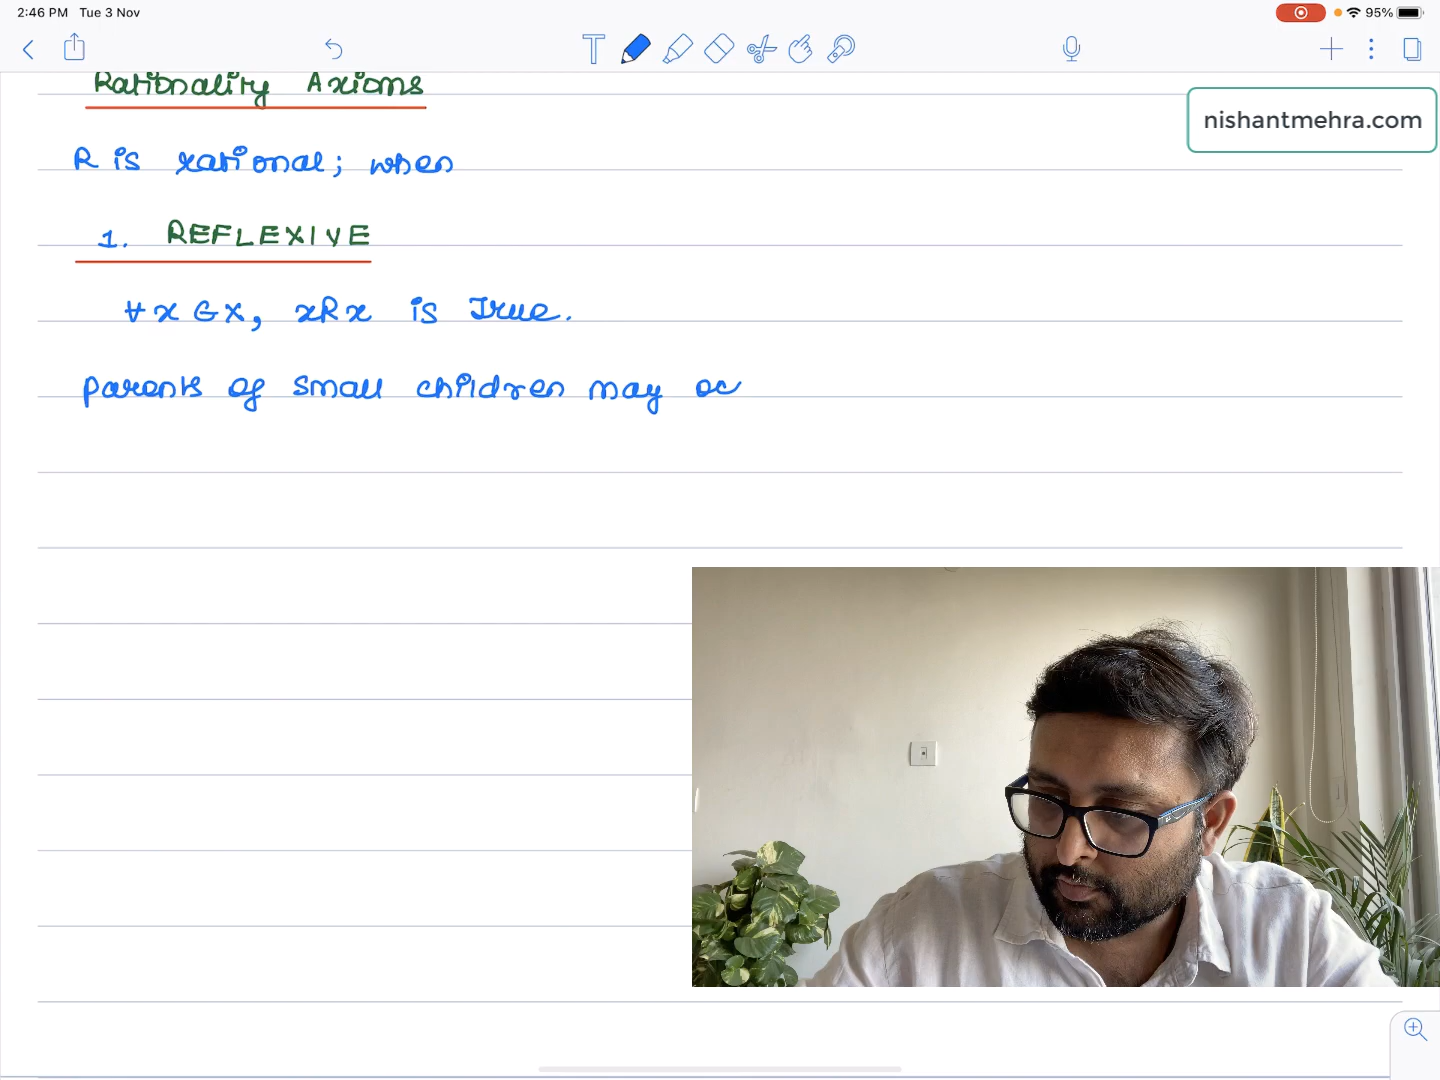 2:46 PM Tue 3 Nov
95%
T
Rationality Axioms
nishantmehra.com
R is rational; when
1. REFLEXIVE
∀ x ∈ X, xRx is True.
Parents of small children may oc